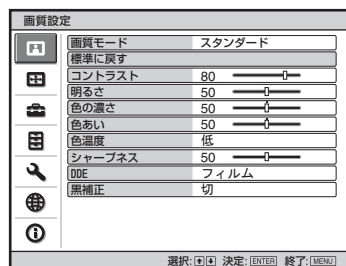 画質設定
画質モード スタンダード
標準に戻す
コントラスト 80
明るさ 50
色の濃さ 50
色あい 50
色温度 低
シャープネス 50
DDE フィルム
黒補正 切
選択:↑↓ 決定:ENTER 終了:MENU